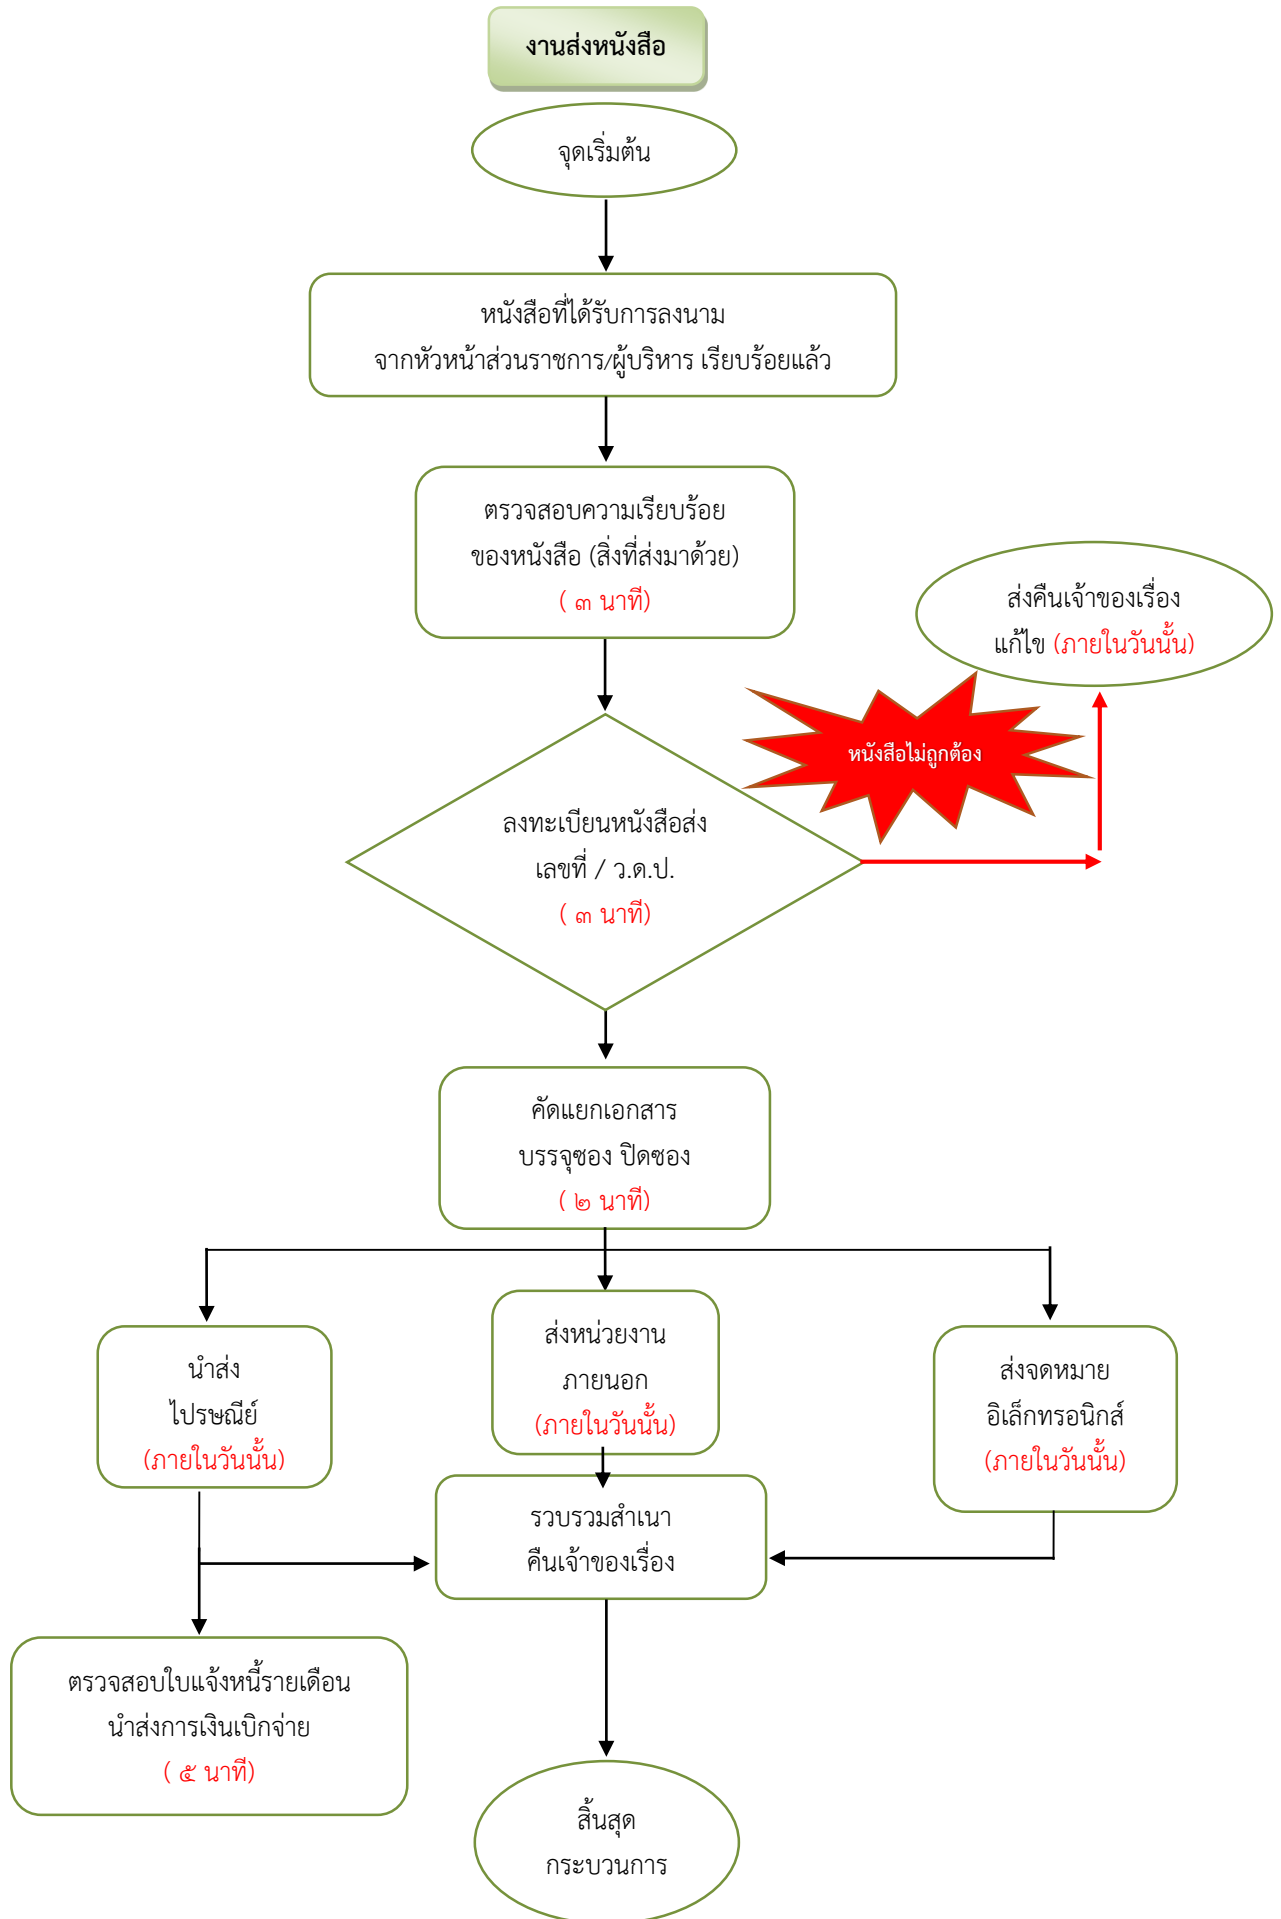 งานส่งหนังสือ
จุดเริ่มต้น
หนังสือที่ได้รับการลงนาม
จากหัวหน้าส่วนราชการ/ผู้บริหาร เรียบร้อยแล้ว
ตรวจสอบความเรียบร้อย
ของหนังสือ (สิ่งที่ส่งมาด้วย)
( ๓ นาที)
ส่งคืนเจ้าของเรื่อง
แก้ไข (ภายในวันนั้น)
หนังสือไม่ถูกต้อง
ลงทะเบียนหนังสือส่ง
เลขที่ / ว.ด.ป.
( ๓ นาที)
คัดแยกเอกสาร
บรรจุซอง ปิดซอง
( ๒ นาที)
นำส่ง
ไปรษณีย์
(ภายในวันนั้น)
ส่งหน่วยงาน
ภายนอก
(ภายในวันนั้น)
ส่งจดหมาย
อิเล็กทรอนิกส์
(ภายในวันนั้น)
รวบรวมสำเนา
คืนเจ้าของเรื่อง
ตรวจสอบใบแจ้งหนี้รายเดือน
นำส่งการเงินเบิกจ่าย
( ๕ นาที)
สิ้นสุด
กระบวนการ